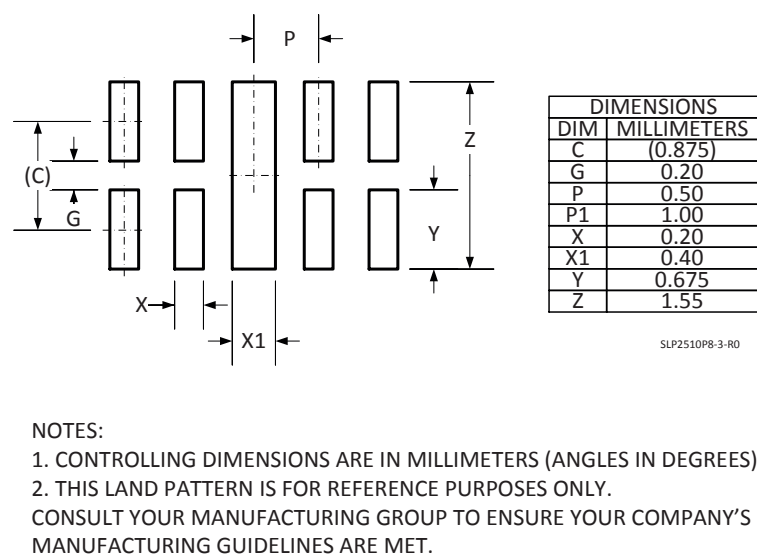 P
Z
(C)
G
Y
X
X1
DIMENSIONS
DIM MILLIMETERS
C (0.875)
G 0.20
P 0.50
P1 1.00
X 0.20
X1 0.40
Y 0.675
Z 1.55
SLP2510P8-3-R0
NOTES:
1. CONTROLLING DIMENSIONS ARE IN MILLIMETERS (ANGLES IN DEGREES)
2. THIS LAND PATTERN IS FOR REFERENCE PURPOSES ONLY.
CONSULT YOUR MANUFACTURING GROUP TO ENSURE YOUR COMPANY’S
MANUFACTURING GUIDELINES ARE MET.